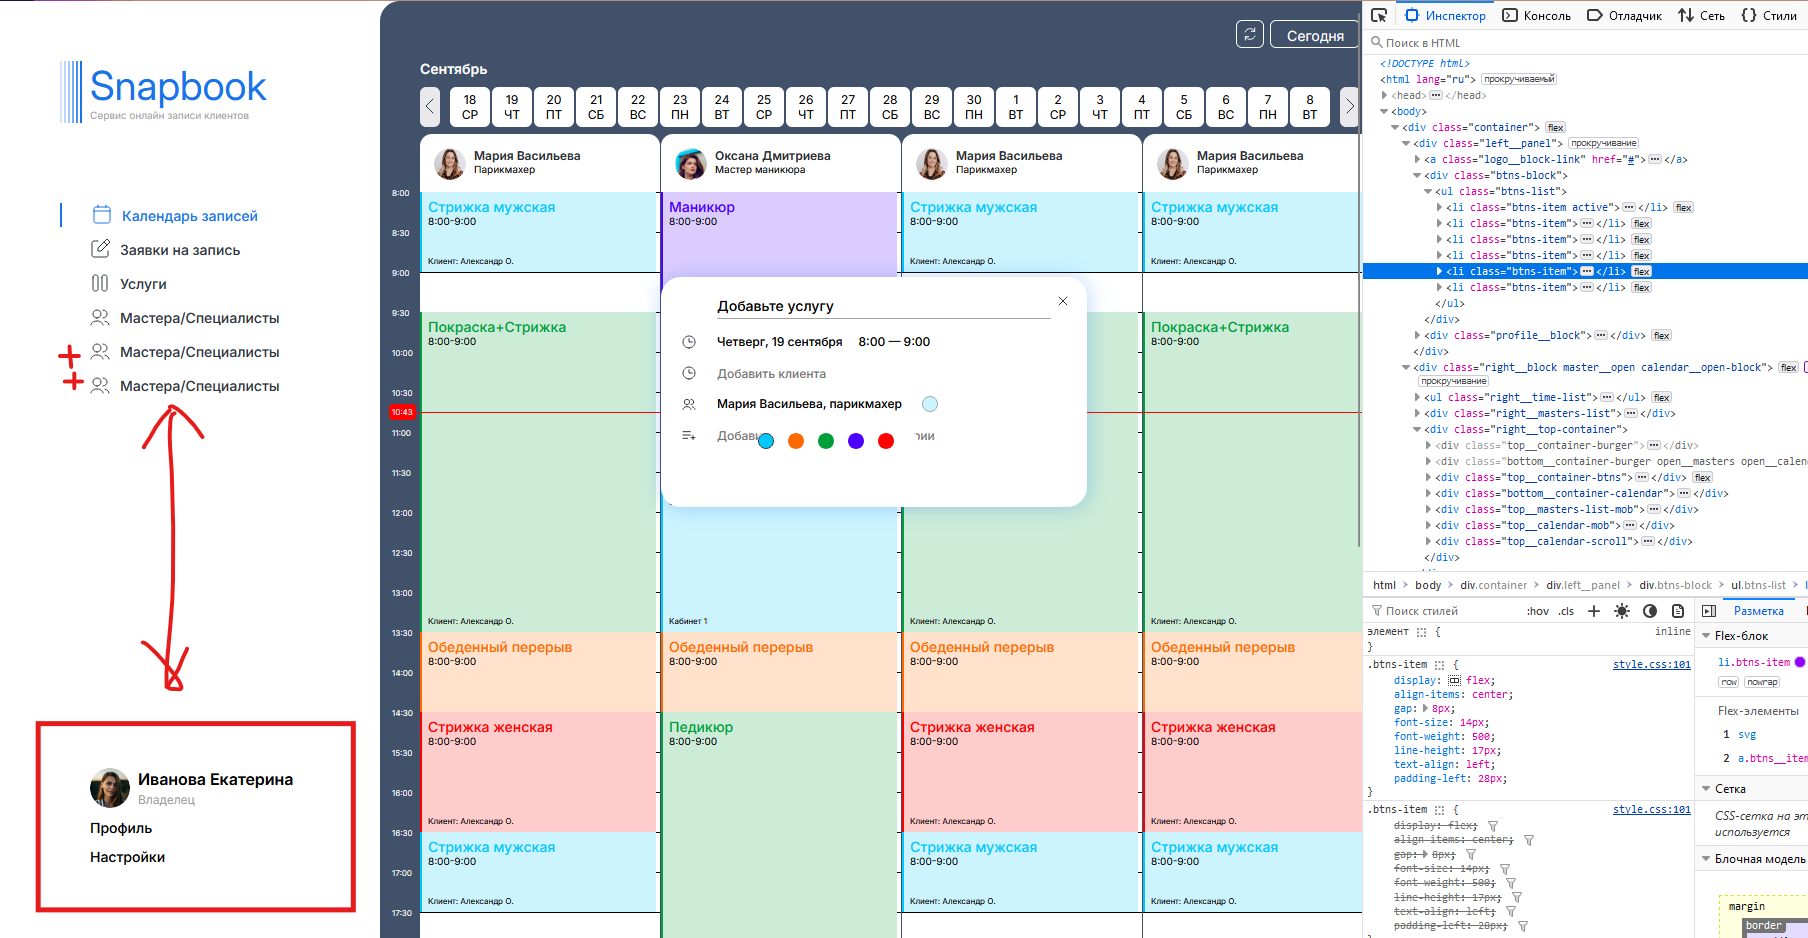 Snapbook
Сервис онлайн записи клиентов
Календарь записей
Заявки на запись
Услуги
Мастера/Специалисты
Мастера/Специалисты
Мастера/Специалисты
Иванова Екатерина
Владелец
Профиль
Настройки
Сегодня
Сентябрь
18 СР
19 ЧТ
20 ПТ
21 СБ
22 ВС
23 ПН
24 ВТ
25 СР
26 ЧТ
27 ПТ
28 СБ
29 ВС
30 ПН
1 ВТ
2 СР
3 ЧТ
4 ПТ
5 СБ
6 ВС
7 ПН
8 ВТ
Мария Васильева
Парикмахер
Оксана Дмитриева
Мастер маникюра
Мария Васильева
Парикмахер
Мария Васильева
Парикмахер
8:00
8:30
9:00
9:30
10:00
10:30
10:43
11:00
11:30
12:00
12:30
13:00
13:30
14:00
14:30
15:30
16:00
16:30
17:00
17:30
Стрижка мужская
8:00-9:00
Клиент: Александр О.
Покраска+Стрижка
8:00-9:00
Клиент: Александр О.
Обеденный перерыв
8:00-9:00
Стрижка женская
8:00-9:00
Клиент: Александр О.
Стрижка мужская
8:00-9:00
Клиент: Александр О.
Маникюр
8:00-9:00
Кабинет 1
Обеденный перерыв
8:00-9:00
Педикюр
8:00-9:00
Стрижка мужская
8:00-9:00
Клиент: Александр О.
Клиент: Александр О.
Обеденный перерыв
8:00-9:00
Стрижка женская
8:00-9:00
Клиент: Александр О.
Стрижка мужская
8:00-9:00
Клиент: Александр О.
Стрижка мужская
8:00-9:00
Клиент: Александр О.
Покраска+Стрижка
8:00-9:00
Клиент: Александр О.
Обеденный перерыв
8:00-9:00
Стрижка женская
8:00-9:00
Клиент: Александр О.
Стрижка мужская
8:00-9:00
Клиент: Александр О.
Добавьте услугу
Четверг, 19 сентября 8:00 — 9:00
Добавить клиента
Мария Васильева, парикмахер
Инспектор Консоль Отладчик Сеть {} Стили
Поиск в HTML
<!DOCTYPE html>
<html lang="ru"> прокручиваемый
<head> ··· </head>
<body>
<div class="container"> flex
<div class="left__panel"> прокручивание
<a class="logo__block-link" href="#"> ··· </a>
<div class="btns-block">
<ul class="btns-list">
<li class="btns-item active"> ··· </li> flex
<li class="btns-item"> ··· </li> flex
<li class="btns-item"> ··· </li> flex
<li class="btns-item"> ··· </li> flex
<li class="btns-item"> ··· </li> flex
<li class="btns-item"> ··· </li> flex
</ul>
</div>
<div class="profile__block"> ··· </div> flex
</div>
<div class="right__block master__open calendar__open-block"> flex
прокручивание
<ul class="right__time-list"> ··· </ul> flex
<div class="right__masters-list"> ··· </div>
<div class="right__top-container">
<div class="top__container-burger"> ··· </div>
<div class="bottom__container-burger open__masters open__calen
<div class="top__container-btns"> ··· </div> flex
<div class="bottom__container-calendar"> ··· </div>
<div class="top__masters-list-mob"> ··· </div>
<div class="top__calendar-mob"> ··· </div>
<div class="top__calendar-scroll"> ··· </div>
</div>
html > body > div.container > div.left__panel > div.btns-block > ul.btns-list >
Поиск стилей :hov .cls +
элемент { inline
}
.btns-item { style.css:101
display: flex;
align-items: center;
gap: 8px;
font-size: 14px;
font-weight: 500;
line-height: 17px;
text-align: left;
padding-left: 28px;
}
.btns-item { style.css:101
display: flex;
align-items: center;
gap: 8px;
font-size: 14px;
font-weight: 500;
line-height: 17px;
text-align: left;
padding-left: 28px;
Разметка
Flex-блок
li.btns-item
row nowrap
Flex-элементы
1 svg
2 a.btns__item
Сетка
CSS-сетка на
используется
Блочная модель
margin
border